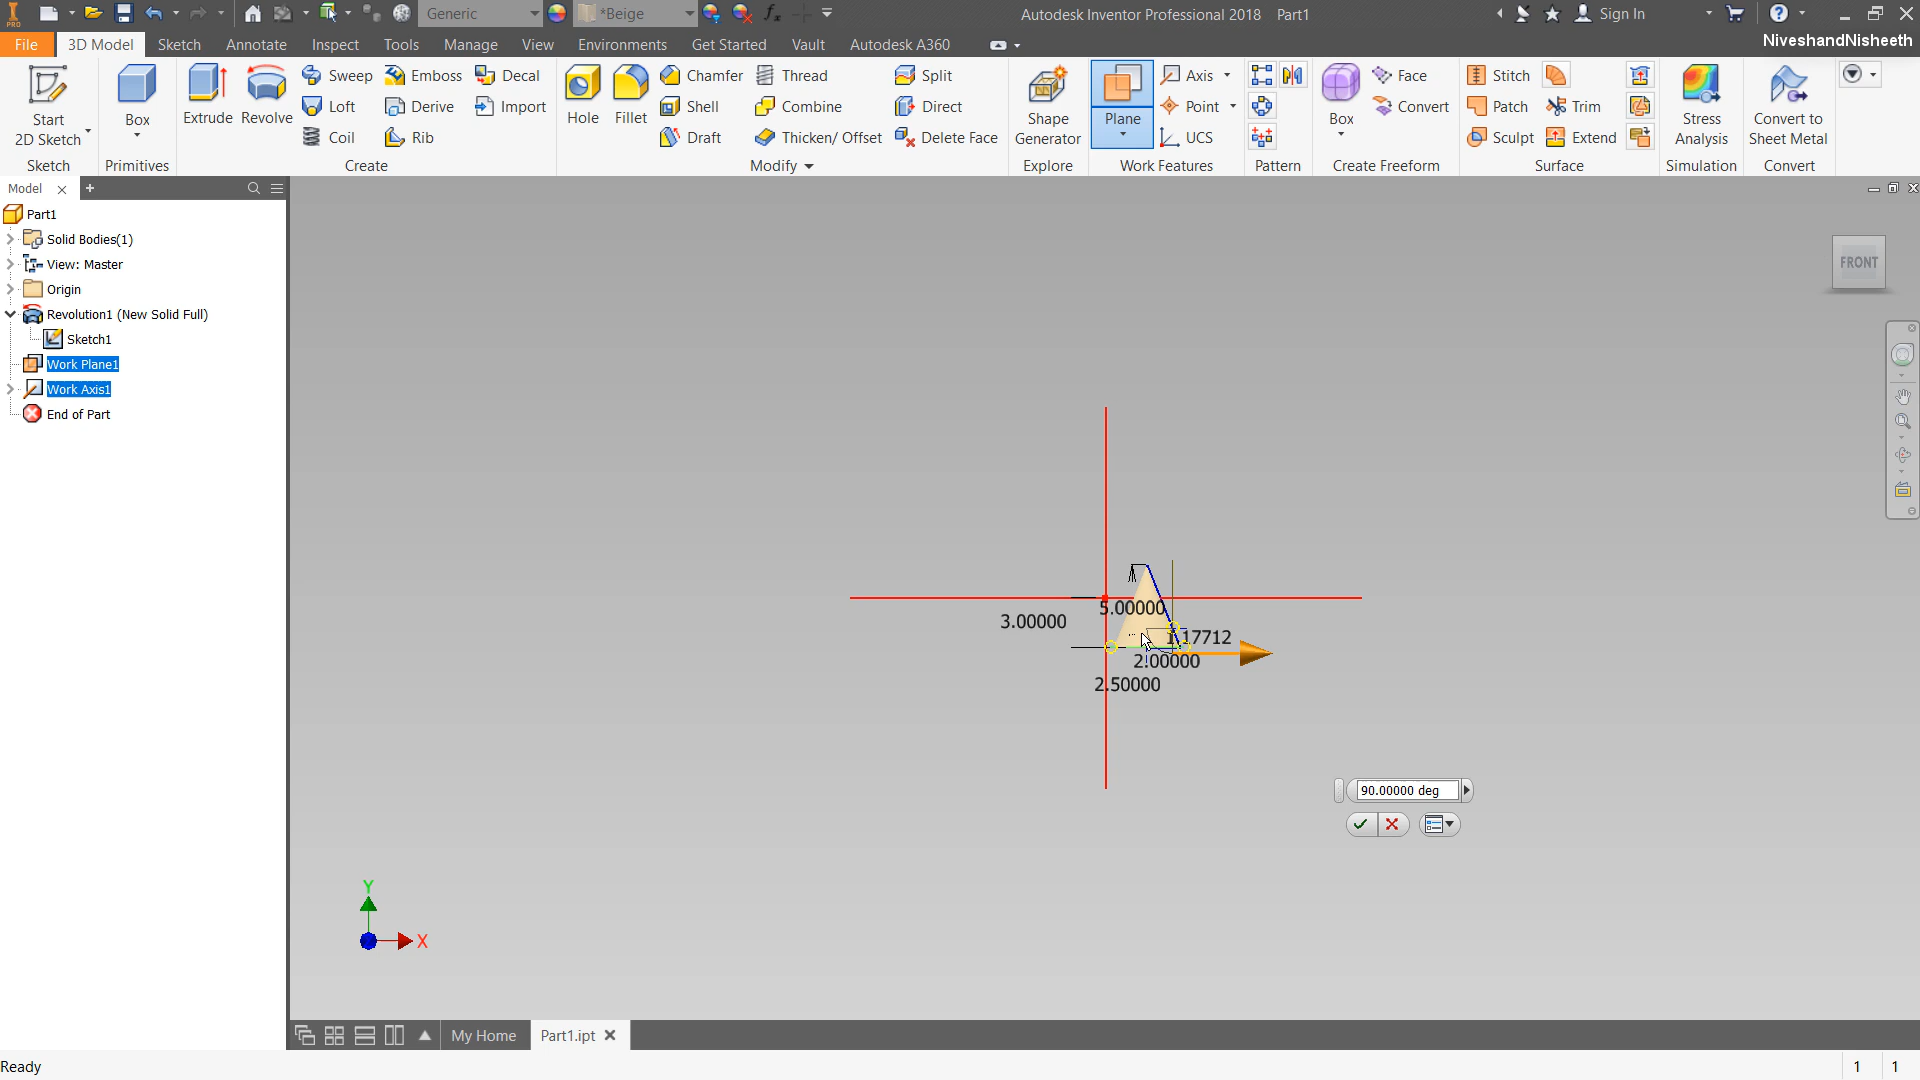 PRO
Generic
*Beige
fx
Autodesk Inventor Professional 2018 Part1
Sign In
File
3D Model
Sketch
Annotate
Inspect
Tools
Manage
View
Environments
Get Started
Vault
Autodesk A360
NiveshandNisheeth
Start
2D Sketch
Sketch
Box
Primitives
Extrude
Revolve
Sweep
Loft
Coil
Emboss
Derive
Rib
Decal
Import
Create
Hole
Fillet
Chamfer
Shell
Draft
Thread
Combine
Thicken/ Offset
Split
Direct
Delete Face
Modify
Shape
Generator
Explore
Plane
Axis
Point
UCS
Work Features
Pattern
Box
Face
Convert
Create Freeform
Stitch
Patch
Sculpt
Trim
Extend
Surface
Stress
Analysis
Simulation
Convert to
Sheet Metal
Convert
Model
Part1
Solid Bodies(1)
View: Master
Origin
Revolution1 (New Solid Full)
Sketch1
Work Plane1
Work Axis1
End of Part
FRONT
5.00000
3.00000
1.17712
2.00000
2.50000
90.00000 deg
Y
X
My Home
Part1.ipt
Ready
1
1